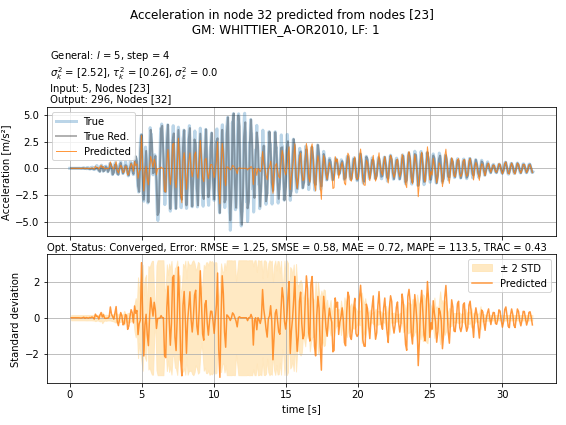 Acceleration in node 32 predicted from nodes [23]
GM: WHITTIER_A-OR2010, LF: 1
General: l = 5, step = 4
σ²ₖ = [2.52], τ²ₖ = [0.26], σ²ᵣ = 0.0
Input: 5, Nodes [23]
Output: 296, Nodes [32]
Acceleration [m/s²]
5.0
2.5
0.0
−2.5
−5.0
True
True Red.
Predicted
Opt. Status: Converged, Error: RMSE = 1.25, SMSE = 0.58, MAE = 0.72, MAPE = 113.5, TRAC = 0.43
Standard deviation
2
0
−2
± 2 STD
Predicted
0 5 10 15 20 25 30
time [s]